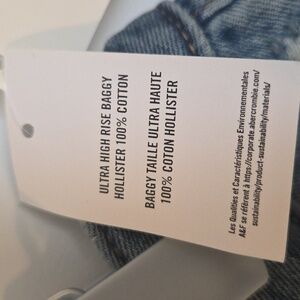 ULTRA HIGH RISE BAGGY
HOLLISTER 100% COTTON
BAGGY TAILLE ULTRA HAUTE
100% COTON HOLLISTER
Les Qualités et Caractéristiques Environnementales
A&F se réfèrent à https://corporate.abercrombie.com/
sustainability/product-sustainability/materials/